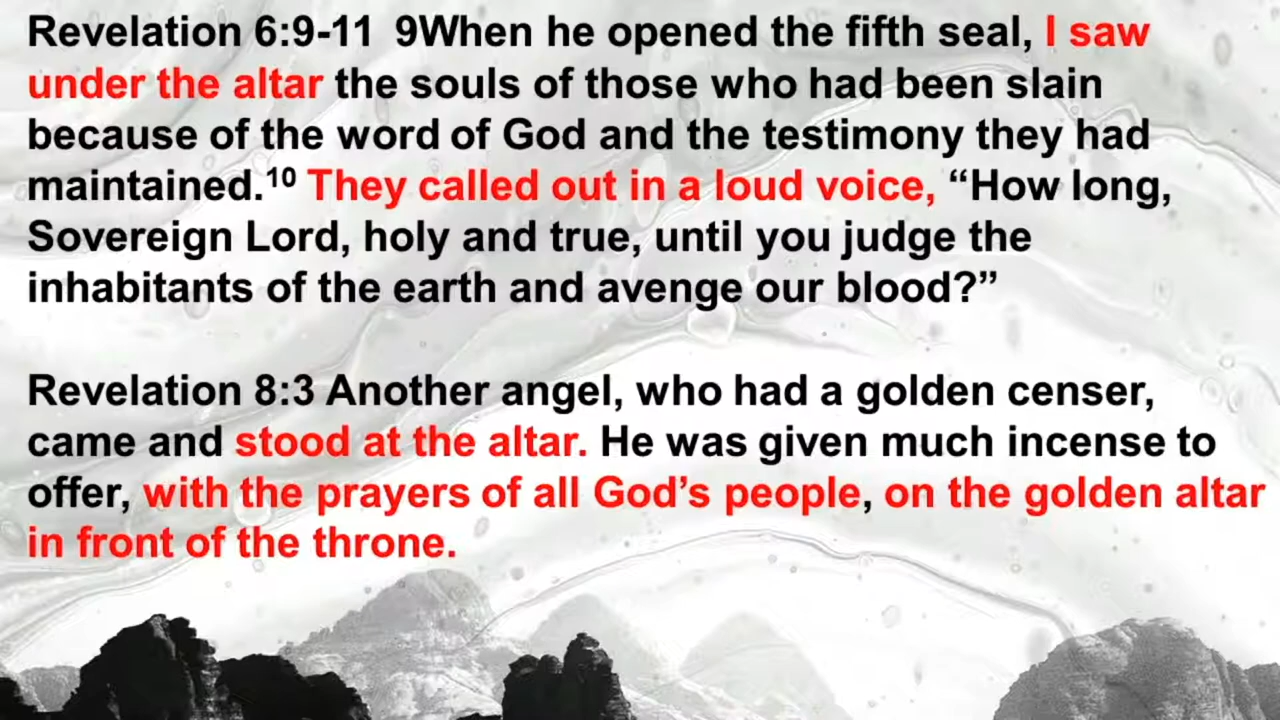 Revelation 6:9-11  9When he opened the fifth seal, I saw
under the altar the souls of those who had been slain
because of the word of God and the testimony they had
maintained.¹⁰ They called out in a loud voice, “How long,
Sovereign Lord, holy and true, until you judge the
inhabitants of the earth and avenge our blood?”
Revelation 8:3 Another angel, who had a golden censer,
came and stood at the altar. He was given much incense to
offer, with the prayers of all God’s people, on the golden altar
in front of the throne.